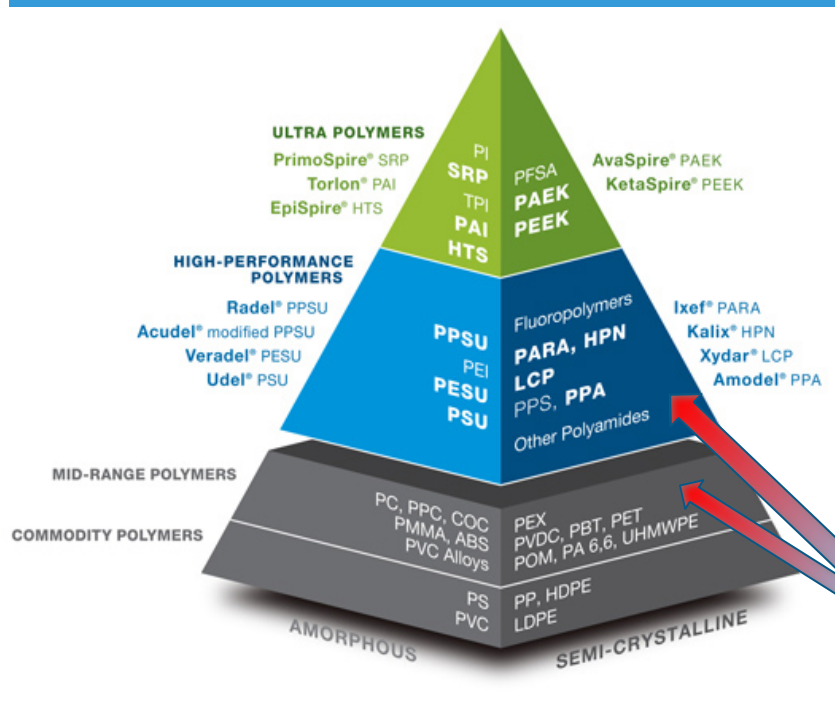 ULTRA POLYMERS
PrimoSpire® SRP
Torlon® PAI
EpiSpire® HTS
PI
SRP
TPI
PAI
HTS
PFSA
PAEK
PEEK
AvaSpire® PAEK
KetaSpire® PEEK
HIGH-PERFORMANCE
POLYMERS
Radel® PPSU
Acudel® modified PPSU
Veradel® PESU
Udel® PSU
PPSU
PEI
PESU
PSU
Fluoropolymers
PARA, HPN
LCP
PPS, PPA
Other Polyamides
Ixef® PARA
Kalix® HPN
Xydar® LCP
Amodel® PPA
MID-RANGE POLYMERS
PC, PPC, COC
PMMA, ABS
PVC Alloys
PEX
PVDC, PBT, PET
POM, PA 6,6, UHMWPE
COMMODITY POLYMERS
PS
PVC
PP, HDPE
LDPE
AMORPHOUS
SEMI-CRYSTALLINE